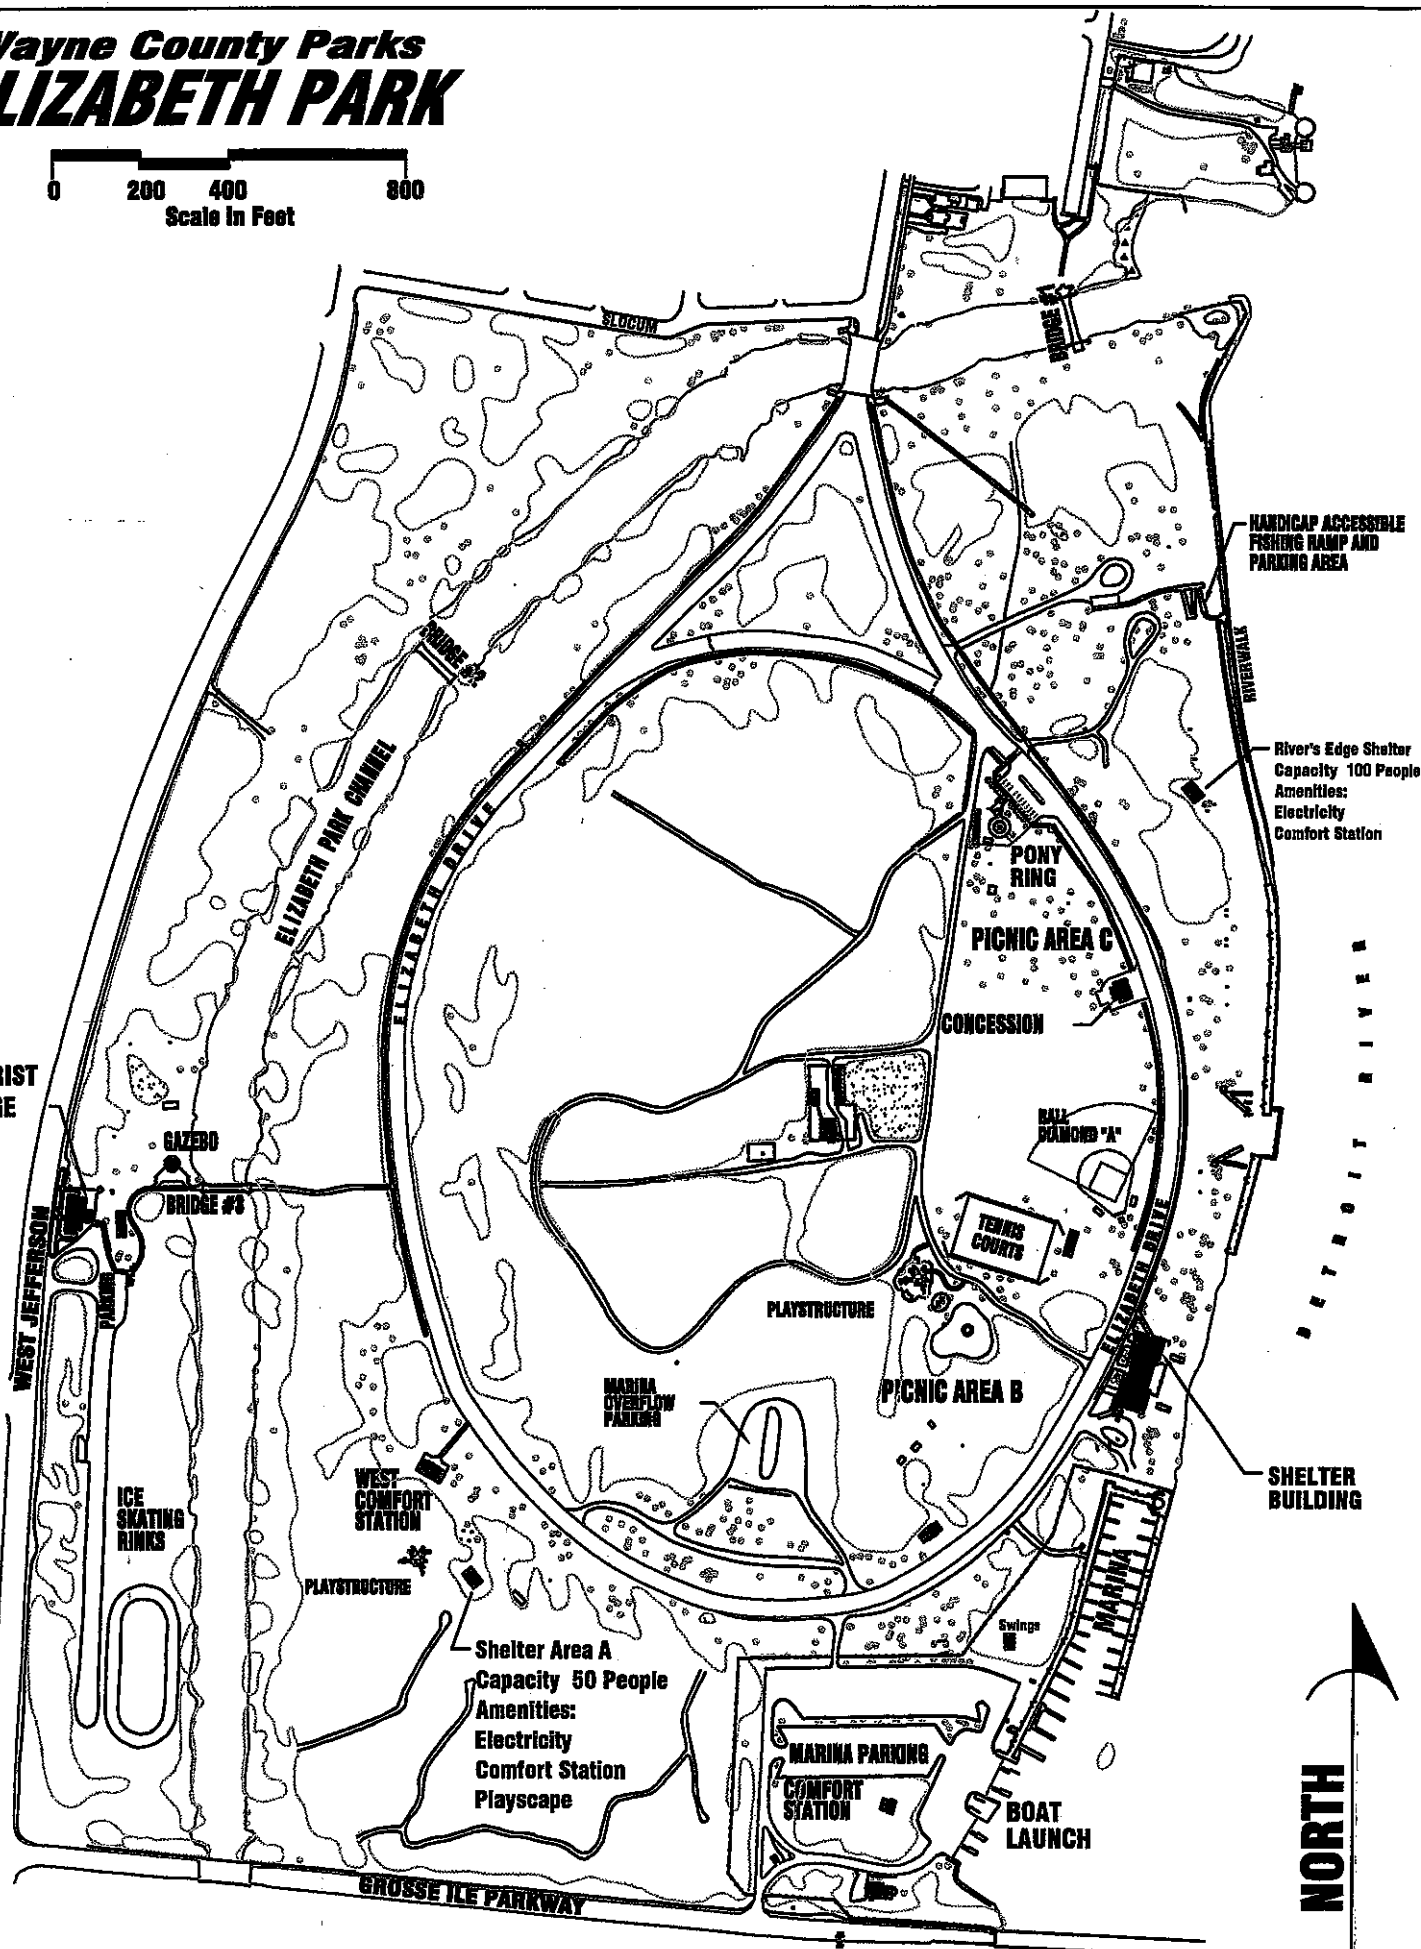 Wayne County Parks
LIZABETH PARK
0 200 400 800
Scale In Feet
SLOCUM
BRIDGE #1
HANDICAP ACCESSIBLE
FISHING RAMP AND
PARKING AREA
BRIDGE #2
RIVERWALK
ELIZABETH PARK CHANNEL
ELIZABETH DRIVE
River's Edge Shelter
Capacity 100 People
Amenities:
Electricity
Comfort Station
PONY
RING
PICNIC AREA C
CONCESSION
DETROIT RIVER
RIST
GE
BALL
DIAMOND "A"
GAZEBO
BRIDGE #3
WEST JEFFERSON
PARKING
TENNIS
COURTS
ELIZABETH DRIVE
PLAYSTRUCTURE
MARINA
OVERFLOW
PARKING
PICNIC AREA B
SHELTER
BUILDING
WEST
COMFORT
STATION
ICE
SKATING
RINKS
PLAYSTRUCTURE
MARINA
Swings
Shelter Area A
Capacity 50 People
Amenities:
Electricity
Comfort Station
Playscape
MARINA PARKING
COMFORT
STATION
BOAT
LAUNCH
NORTH
GROSSE ILE PARKWAY